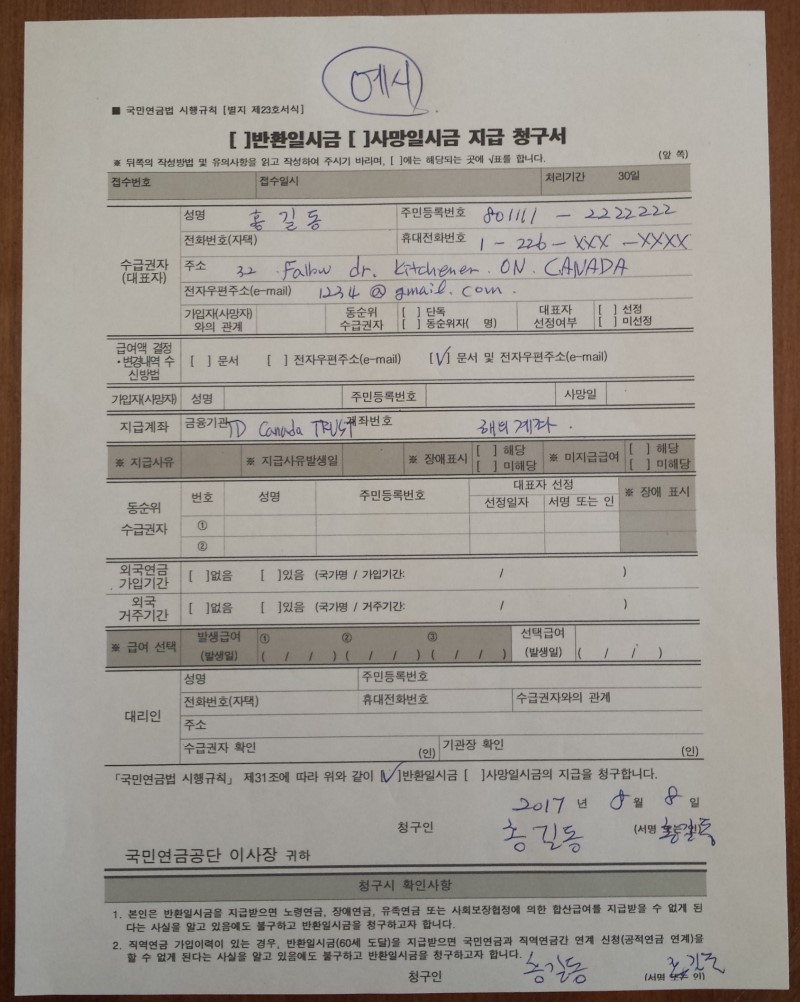 예시
■ 국민연금법 시행규칙 [별지 제23호서식]
[ ]반환일시금 [ ]사망일시금 지급 청구서
※ 뒤쪽의 작성방법 및 유의사항을 읽고 작성하여 주시기 바라며, [ ]에는 해당되는 곳에 √표를 합니다. (앞 쪽)
접수번호 접수일시 처리기간 30일
수급권자 (대표자)
성명 홍길동 주민등록번호 801111 - 2222222
전화번호(자택) 휴대전화번호 1 - 226 - XXX - XXXX
주소 32 Fallow dr. Kitchener. ON. CANADA
전자우편주소(e-mail) 1234 @ gmail. com.
가입자(사망자)와의 관계 동순위 수급권자 [ ] 단독 [ ] 동순위자( 명) 대표자 선정여부 [ ] 선정 [ ] 미선정
급여액 결정·변경내역 수신방법 [ ] 문서 [ ] 전자우편주소(e-mail) [√] 문서 및 전자우편주소(e-mail)
가입자(사망자) 성명 주민등록번호 사망일
지급계좌 금융기관 TD Canada TRUST 계좌번호 해외계좌.
※ 지급사유 ※ 지급사유발생일 ※ 장애표시 [ ] 해당 [ ] 미해당 ※ 미지급급여 [ ] 해당 [ ] 미해당
동순위 수급권자
번호 성명 주민등록번호 대표자 선정 ※ 장애 표시
선정일자 서명 또는 인
①
②
외국연금 가입기간 [ ]없음 [ ]있음 (국가명 / 가입기간: / )
외국 거주기간 [ ]없음 [ ]있음 (국가명 / 거주기간: / )
※ 급여 선택 발생급여 (발생일) ① ( / / ) ② ( / / ) ③ ( / / ) 선택급여 (발생일) ( / / )
대리인
성명 주민등록번호
전화번호(자택) 휴대전화번호 수급권자와의 관계
주소
수급권자 확인 (인) 기관장 확인 (인)
「국민연금법 시행규칙」 제31조에 따라 위와 같이 [√]반환일시금 [ ]사망일시금의 지급을 청구합니다.
2017 년 8 월 8 일
청구인 홍길동 (서명 또는 인) 홍길동
국민연금공단 이사장 귀하
청구시 확인사항
1. 본인은 반환일시금을 지급받으면 노령연금, 장애연금, 유족연금 또는 사회보장협정에 의한 합산급여를 지급받을 수 없게 된
다는 사실을 알고 있음에도 불구하고 반환일시금을 청구하고자 합니다.
2. 직역연금 가입이력이 있는 경우, 반환일시금(60세 도달)을 지급받으면 국민연금과 직역연금간 연계 신청(공적연금 연계)을
할 수 없게 된다는 사실을 알고 있음에도 불구하고 반환일시금을 청구하고자 합니다.
청구인 홍길동 (서명 또는 인) 홍길동